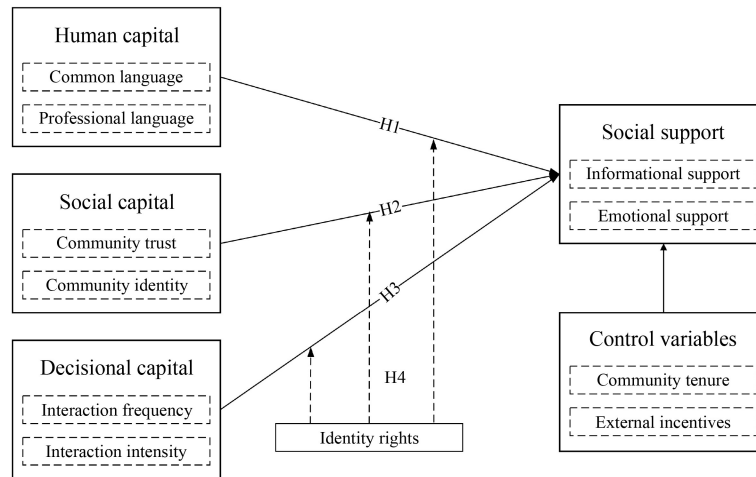 Human capital
Common language
Professional language
H1
Social support
Informational support
Emotional support
Social capital
Community trust
Community identity
H2
H3
Decisional capital
Interaction frequency
Interaction intensity
H4
Identity rights
Control variables
Community tenure
External incentives